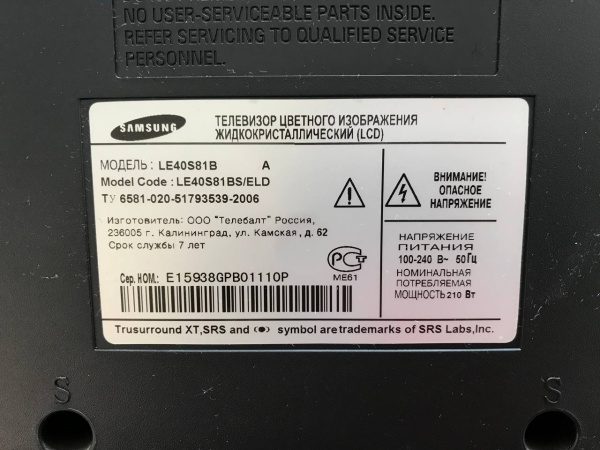 NO USER-SERVICEABLE PARTS INSIDE.
REFER SERVICING TO QUALIFIED SERVICE
PERSONNEL.
SAMSUNG
ТЕЛЕВИЗОР ЦВЕТНОГО ИЗОБРАЖЕНИЯ
ЖИДКОКРИСТАЛЛИЧЕСКИЙ (LCD)
МОДЕЛЬ: LE40S81B A
Model Code : LE40S81BS/ELD
ТУ 6581-020-51793539-2006
Изготовитель: ООО "Телебалт" Россия,
236005 г. Калининград, ул. Камская, д. 62
Срок службы 7 лет
ВНИМАНИЕ!
ОПАСНОЕ
НАПРЯЖЕНИЕ
НАПРЯЖЕНИЕ
ПИТАНИЯ
100-240 В~ 50Гц
НОМИНАЛЬНАЯ
ПОТРЕБЛЯЕМАЯ
МОЩНОСТЬ 210 Вт
Сер. НОМ.: E15938GPB01110P
РСТ
ME61
Trusurround XT,SRS and (●) symbol are trademarks of SRS Labs,Inc.
S
S